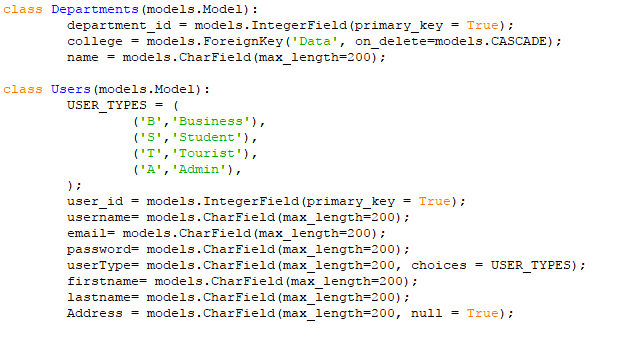 class Departments(models.Model):
        department_id = models.IntegerField(primary_key = True);
        college = models.ForeignKey('Data', on_delete=models.CASCADE);
        name = models.CharField(max_length=200);

class Users(models.Model):
        USER_TYPES = (
                ('B','Business'),
                ('S','Student'),
                ('T','Tourist'),
                ('A','Admin'),
        );
        user_id = models.IntegerField(primary_key = True);
        username= models.CharField(max_length=200);
        email= models.CharField(max_length=200);
        password= models.CharField(max_length=200);
        userType= models.CharField(max_length=200, choices = USER_TYPES);
        firstname= models.CharField(max_length=200);
        lastname= models.CharField(max_length=200);
        Address = models.CharField(max_length=200, null = True);